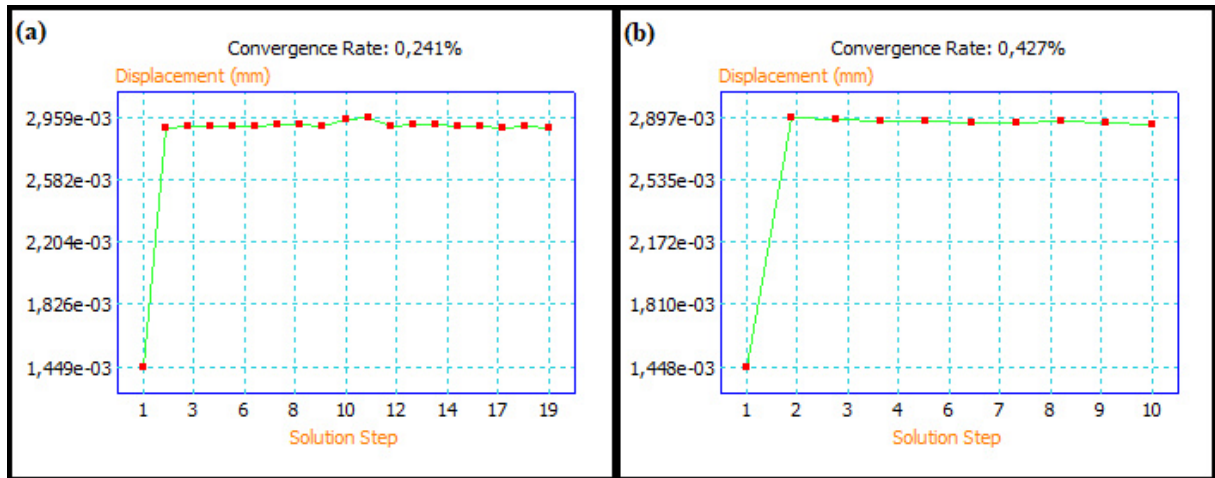 (a)
Convergence Rate: 0,241%
Displacement (mm)
2,959e-03
2,582e-03
2,204e-03
1,826e-03
1,449e-03
1 3 6 8 10 12 14 17 19
Solution Step
(b)
Convergence Rate: 0,427%
Displacement (mm)
2,897e-03
2,535e-03
2,172e-03
1,810e-03
1,448e-03
1 2 3 4 6 7 8 9 10
Solution Step